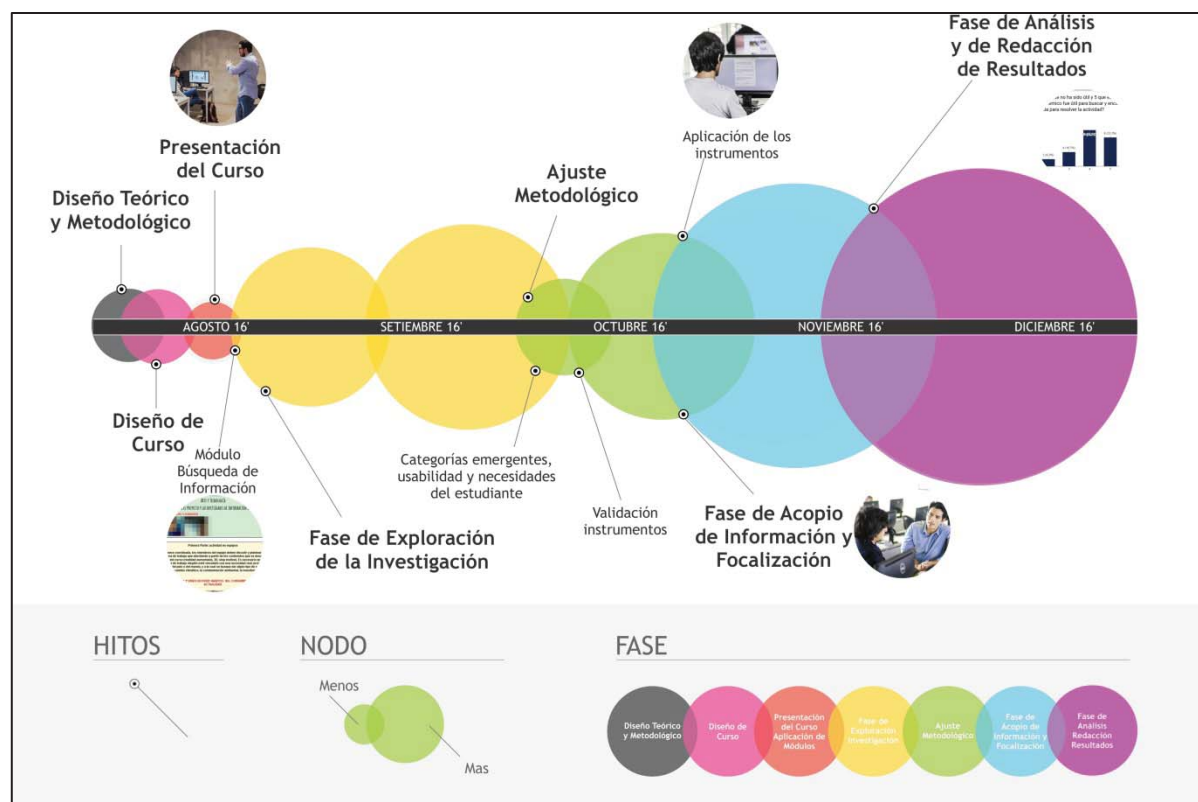 Fase de Análisis
y de Redacción
de Resultados
Presentación
del Curso
Aplicación de los
instrumentos
Ajuste
Metodológico
Diseño Teórico
y Metodológico
AGOSTO 16'
SETIEMBRE 16'
OCTUBRE 16'
NOVIEMBRE 16'
DICIEMBRE 16'
Diseño de
Curso
Módulo
Búsqueda de
Información
Fase de Exploración
de la Investigación
Categorías emergentes,
usabilidad y necesidades
del estudiante
Validación
instrumentos
Fase de Acopio
de Información y
Focalización
HITOS
NODO
Menos
Mas
FASE
Diseño Teórico
y Metodológico
Diseño de
Curso
Presentación
del Curso
Aplicación de
Módulos
Fase de
Exploración
Investigación
Ajuste
Metodológico
Fase de
Acopio de
Información y
Focalización
Fase de
Análisis
Redacción
Resultados